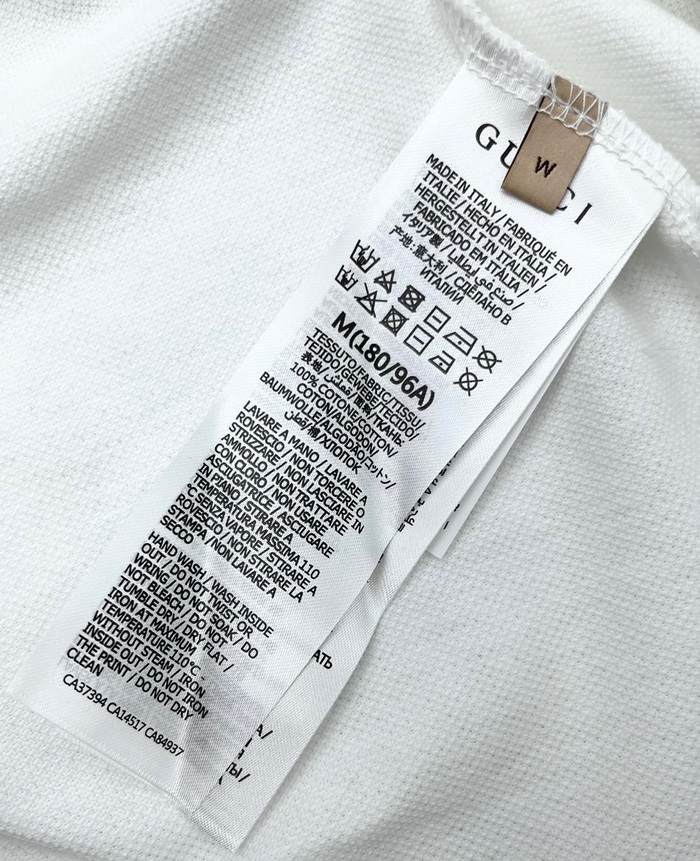 GUCCI
W
MADE IN ITALY / FABRIQUÉ EN
ITALIE / HECHO EN ITALIA /
HERGESTELLT IN ITALIEN /
FABRICADO EM ITÁLIA /
イタリア製 / صنع في إيطاليا /
产地:意大利 / СДЕЛАНО В
ИТАЛИИ
M(180/96A)
TESSUTO/FABRIC/TISSU/
TEJIDO/GEWEBE/TECIDO/
表地/قماش/面料/ТКАНЬ:
100% COTONE/COTTON/
COTON/ALGODON/
BAUMWOLLE/ALGODÃO/コットン/
قطن/棉/ХЛОПОК
LAVARE A MANO / LAVARE A
ROVESCIO / NON TORCERE O
STRIZZARE / NON LASCIARE IN
AMMOLLO / NON TRATTARE
CON CLORO / NON USARE
ASCIUGATRICE / ASCIUGARE
IN PIANO / STIRARE A
TEMPERATURA MASSIMA 110
°C SENZA VAPORE / STIRARE A
ROVESCIO / NON STIRARE LA
STAMPA / NON LAVARE A
SECCO
HAND WASH / WASH INSIDE
OUT / DO NOT TWIST OR
WRING / DO NOT SOAK / DO
NOT BLEACH / DO NOT
TUMBLE DRY / DRY FLAT /
IRON AT MAXIMUM
TEMPERATURE 110°C -
WITHOUT STEAM / IRON
INSIDE OUT / DO NOT IRON
THE PRINT / DO NOT DRY
CLEAN
CA37394 CA14517 CA84937